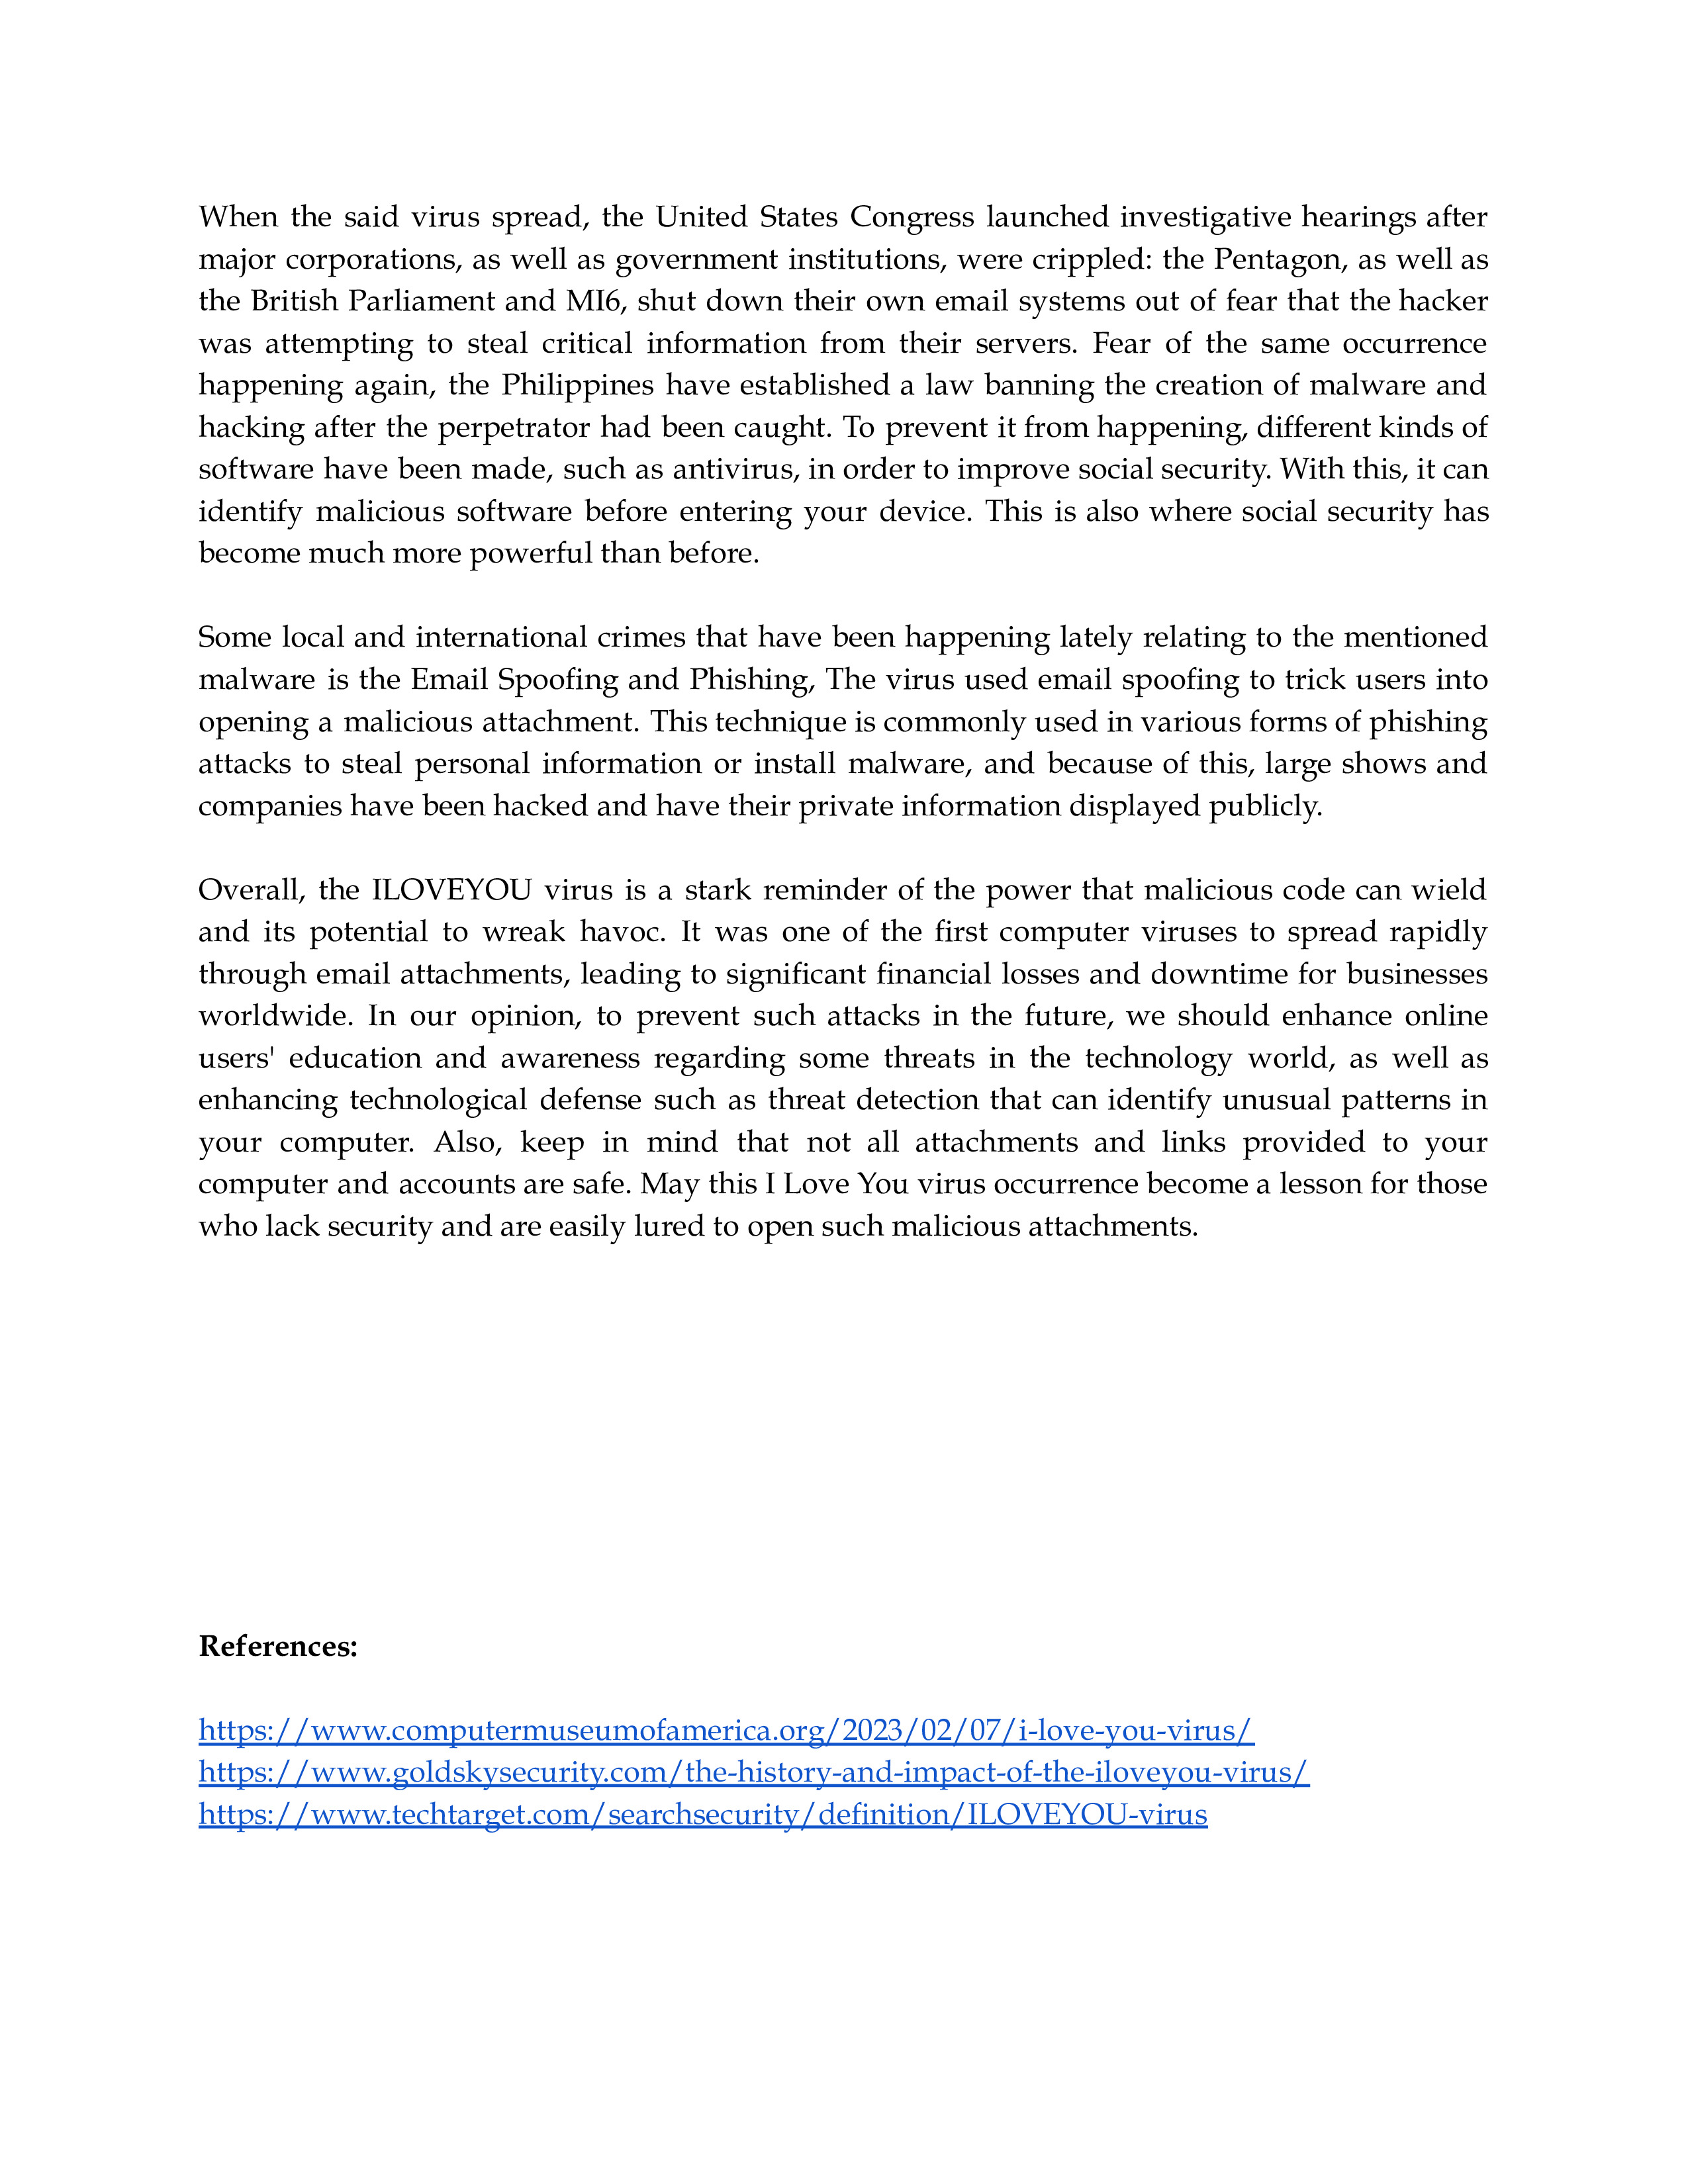 When the said virus spread, the United States Congress launched investigative hearings after
major corporations, as well as government institutions, were crippled: the Pentagon, as well as
the British Parliament and MI6, shut down their own email systems out of fear that the hacker
was attempting to steal critical information from their servers. Fear of the same occurrence
happening again, the Philippines have established a law banning the creation of malware and
hacking after the perpetrator had been caught. To prevent it from happening, different kinds of
software have been made, such as antivirus, in order to improve social security. With this, it can
identify malicious software before entering your device. This is also where social security has
become much more powerful than before.
Some local and international crimes that have been happening lately relating to the mentioned
malware is the Email Spoofing and Phishing, The virus used email spoofing to trick users into
opening a malicious attachment. This technique is commonly used in various forms of phishing
attacks to steal personal information or install malware, and because of this, large shows and
companies have been hacked and have their private information displayed publicly.
Overall, the ILOVEYOU virus is a stark reminder of the power that malicious code can wield
and its potential to wreak havoc. It was one of the first computer viruses to spread rapidly
through email attachments, leading to significant financial losses and downtime for businesses
worldwide. In our opinion, to prevent such attacks in the future, we should enhance online
users' education and awareness regarding some threats in the technology world, as well as
enhancing technological defense such as threat detection that can identify unusual patterns in
your computer. Also, keep in mind that not all attachments and links provided to your
computer and accounts are safe. May this I Love You virus occurrence become a lesson for those
who lack security and are easily lured to open such malicious attachments.
References:
https://www.computermuseumofamerica.org/2023/02/07/i-love-you-virus/
https://www.goldskysecurity.com/the-history-and-impact-of-the-iloveyou-virus/
https://www.techtarget.com/searchsecurity/definition/ILOVEYOU-virus